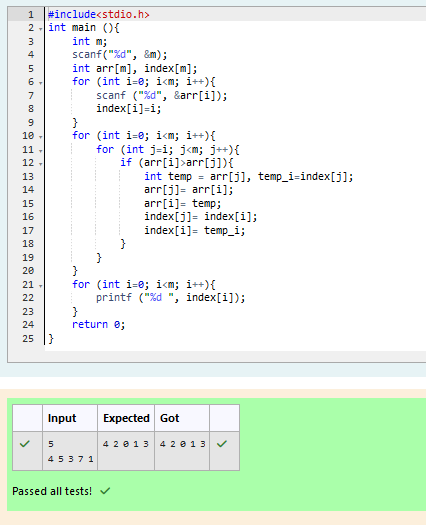 1 #include<stdio.h>
2 int main (){
3     int m;
4     scanf("%d", &m);
5     int arr[m], index[m];
6     for (int i=0; i<m; i++){
7         scanf ("%d", &arr[i]);
8         index[i]=i;
9     }
10     for (int i=0; i<m; i++){
11         for (int j=i; j<m; j++){
12             if (arr[i]>arr[j]){
13                 int temp = arr[j], temp_i=index[j];
14                 arr[j]= arr[i];
15                 arr[i]= temp;
16                 index[j]= index[i];
17                 index[i]= temp_i;
18             }
19         }
20     }
21     for (int i=0; i<m; i++){
22         printf ("%d ", index[i]);
23     }
24     return 0;
25 }
Input Expected Got
5 4 2 0 1 3 4 2 0 1 3
4 5 3 7 1
Passed all tests!